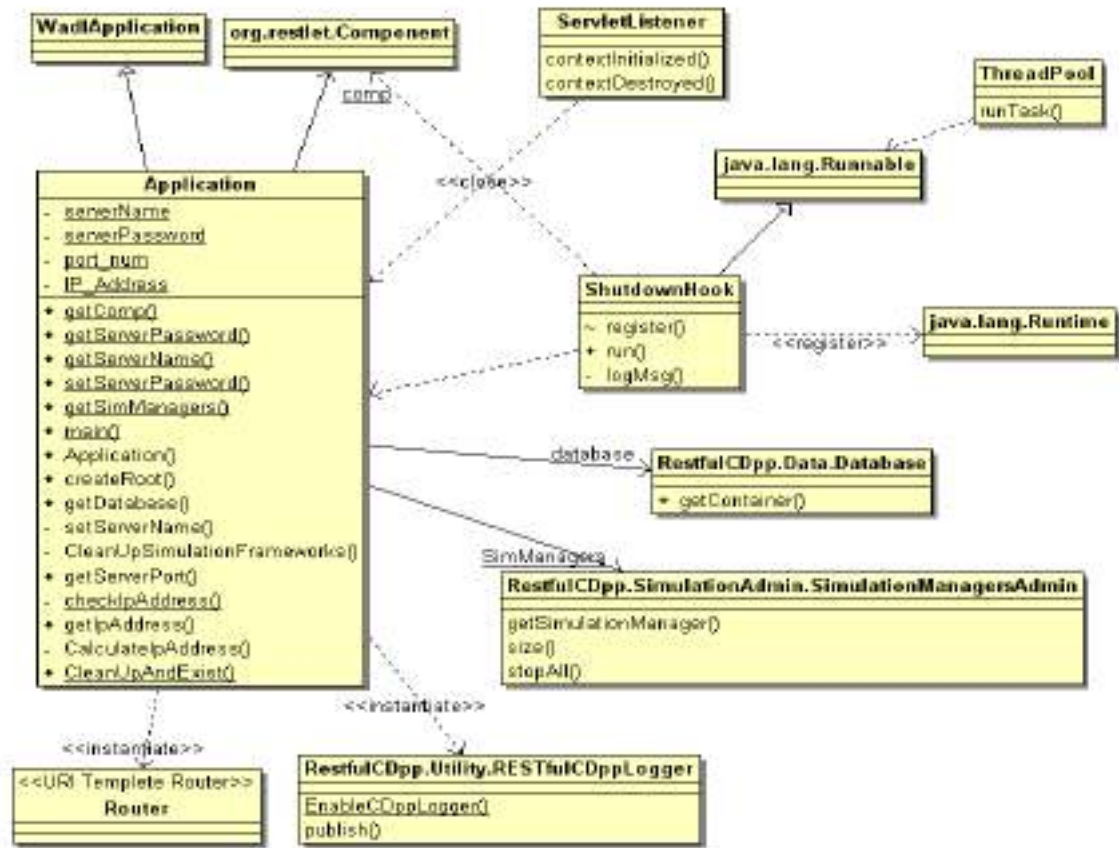 WadlApplication
org.restlet.Component
comp
ServletListener
contextInitialized()
contextDestroyed()
ThreadPool
runTask()
java.lang.Runnable
<<close>>
Application
- serverName
- serverPassword
- port_num
- IP_Address
+ getComp()
+ getServerPassword()
+ getServerName()
+ setServerPassword()
+ getSimManagers()
+ main()
+ Application()
+ createRoot()
+ getDatabase()
- setServerName()
- CleanUpSimulationFrameworks()
+ getServerPort()
- checkIpAddress()
+ getIpAddress()
- CalculateIpAddress()
+ CleanUpAndExist()
ShutdownHook
~ register()
+ run()
- logMsg()
<<register>>
java.lang.Runtime
database
RestfulCDpp.Data.Database
+ getContainer()
SimManagers
RestfulCDpp.SimulationAdmin.SimulationManagersAdmin
getSimulationManager()
size()
stopAll()
<<instantiate>>
<<instantiate>>
<<URI Templete Router>>
Router
RestfulCDpp.Utility.RESTfulCDppLogger
EnableCDppLogger()
publish()